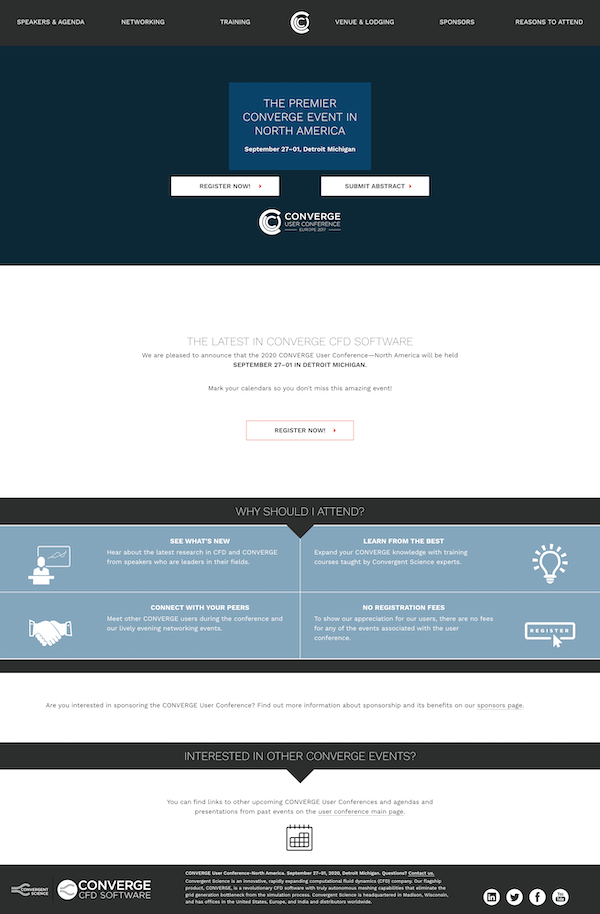 SPEAKERS & AGENDA NETWORKING TRAINING VENUE & LODGING SPONSORS REASONS TO ATTEND
THE PREMIER
CONVERGE EVENT IN
NORTH AMERICA
September 27–01, Detroit Michigan
REGISTER NOW! SUBMIT ABSTRACT
CONVERGE
USER CONFERENCE
EUROPE 2017
THE LATEST IN CONVERGE CFD SOFTWARE
We are pleased to announce that the 2020 CONVERGE User Conference—North America will be held
SEPTEMBER 27–01 IN DETROIT MICHIGAN.
Mark your calendars so you don't miss this amazing event!
REGISTER NOW!
WHY SHOULD I ATTEND?
SEE WHAT'S NEW
Hear about the latest research in CFD and CONVERGE
from speakers who are leaders in their fields.
LEARN FROM THE BEST
Expand your CONVERGE knowledge with training
courses taught by Convergent Science experts.
CONNECT WITH YOUR PEERS
Meet other CONVERGE users during the conference and
our lively evening networking events.
NO REGISTRATION FEES
To show our appreciation for our users, there are no fees
for any of the events associated with the user
conference.
REGISTER
Are you interested in sponsoring the CONVERGE User Conference? Find out more information about sponsorship and its benefits on our sponsors page.
INTERESTED IN OTHER CONVERGE EVENTS?
You can find links to other upcoming CONVERGE User Conferences and agendas and
presentations from past events on the user conference main page.
CONVERGENT
SCIENCE
CONVERGE
CFD SOFTWARE
CONVERGE User Conference–North America. September 27–01, 2020, Detroit Michigan. Questions? Contact us.
Convergent Science is an innovative, rapidly expanding computational fluid dynamics (CFD) company. Our flagship
product, CONVERGE, is a revolutionary CFD software with truly autonomous meshing capabilities that eliminate the
grid generation bottleneck from the simulation process. Convergent Science is headquartered in Madison, Wisconsin,
and has offices in the United States, Europe, and India and distributors worldwide.
in f You Tube